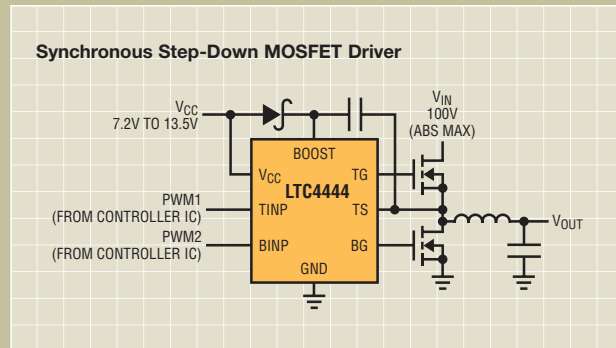 Synchronous Step-Down MOSFET Driver
VCC
7.2V TO 13.5V
VIN
100V
(ABS MAX)
BOOST
VCC
TG
LTC4444
PWM1
(FROM CONTROLLER IC)
TINP
TS
VOUT
PWM2
(FROM CONTROLLER IC)
BINP
BG
GND